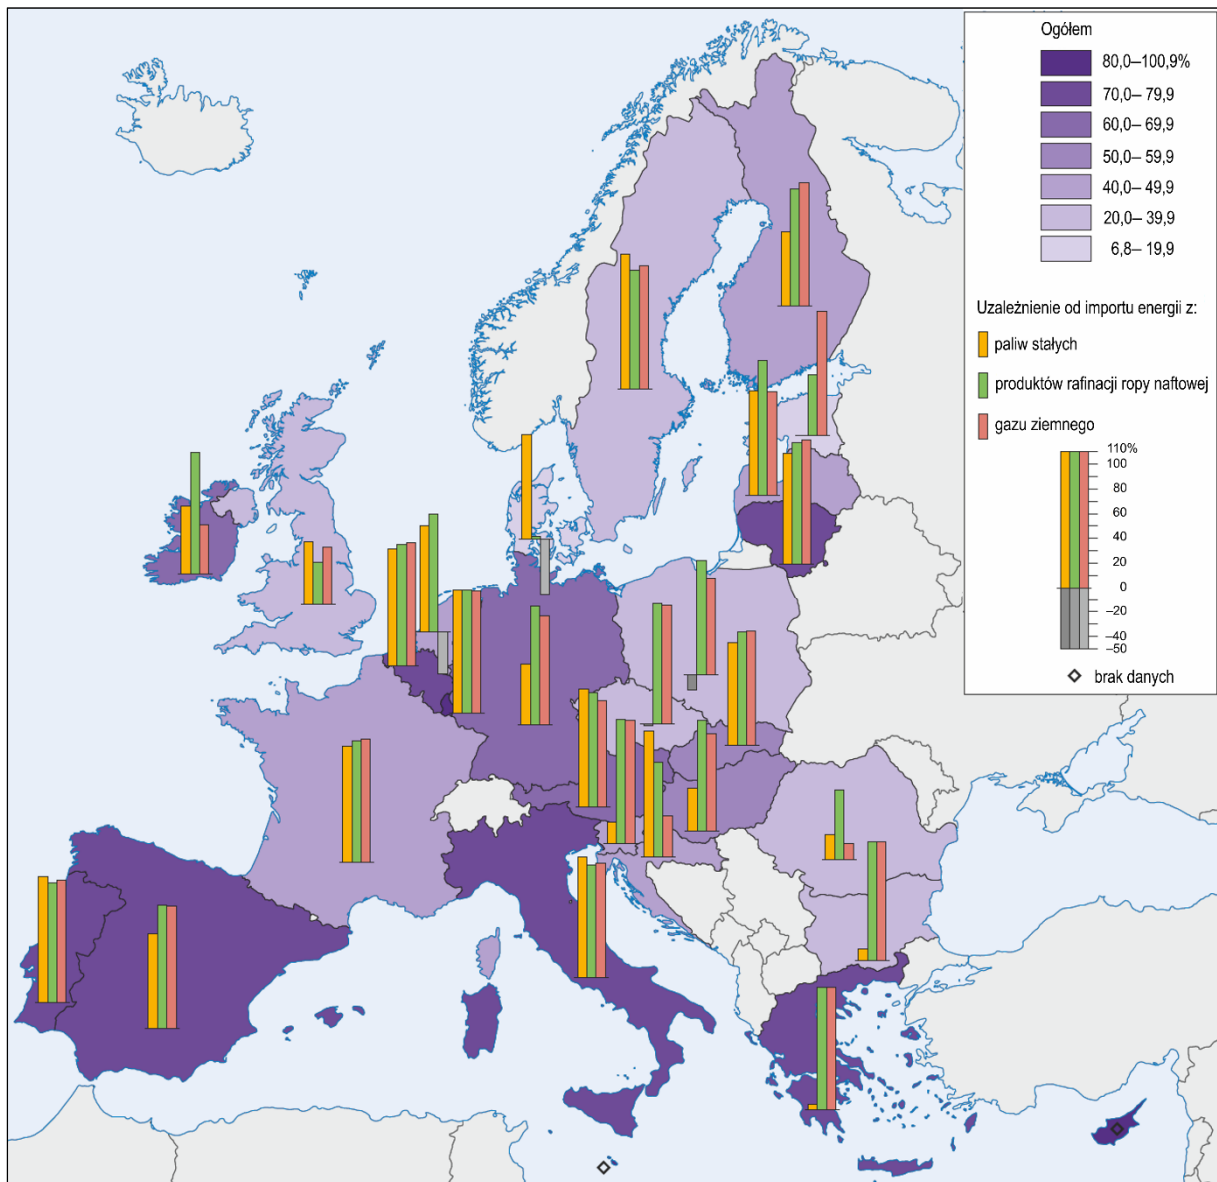 Ogółem
80,0–100,9%
70,0– 79,9
60,0– 69,9
50,0– 59,9
40,0– 49,9
20,0– 39,9
6,8– 19,9
Uzależnienie od importu energii z:
paliw stałych
produktów rafinacji ropy naftowej
gazu ziemnego
110%
100
80
60
40
20
0
–20
–40
–50
brak danych